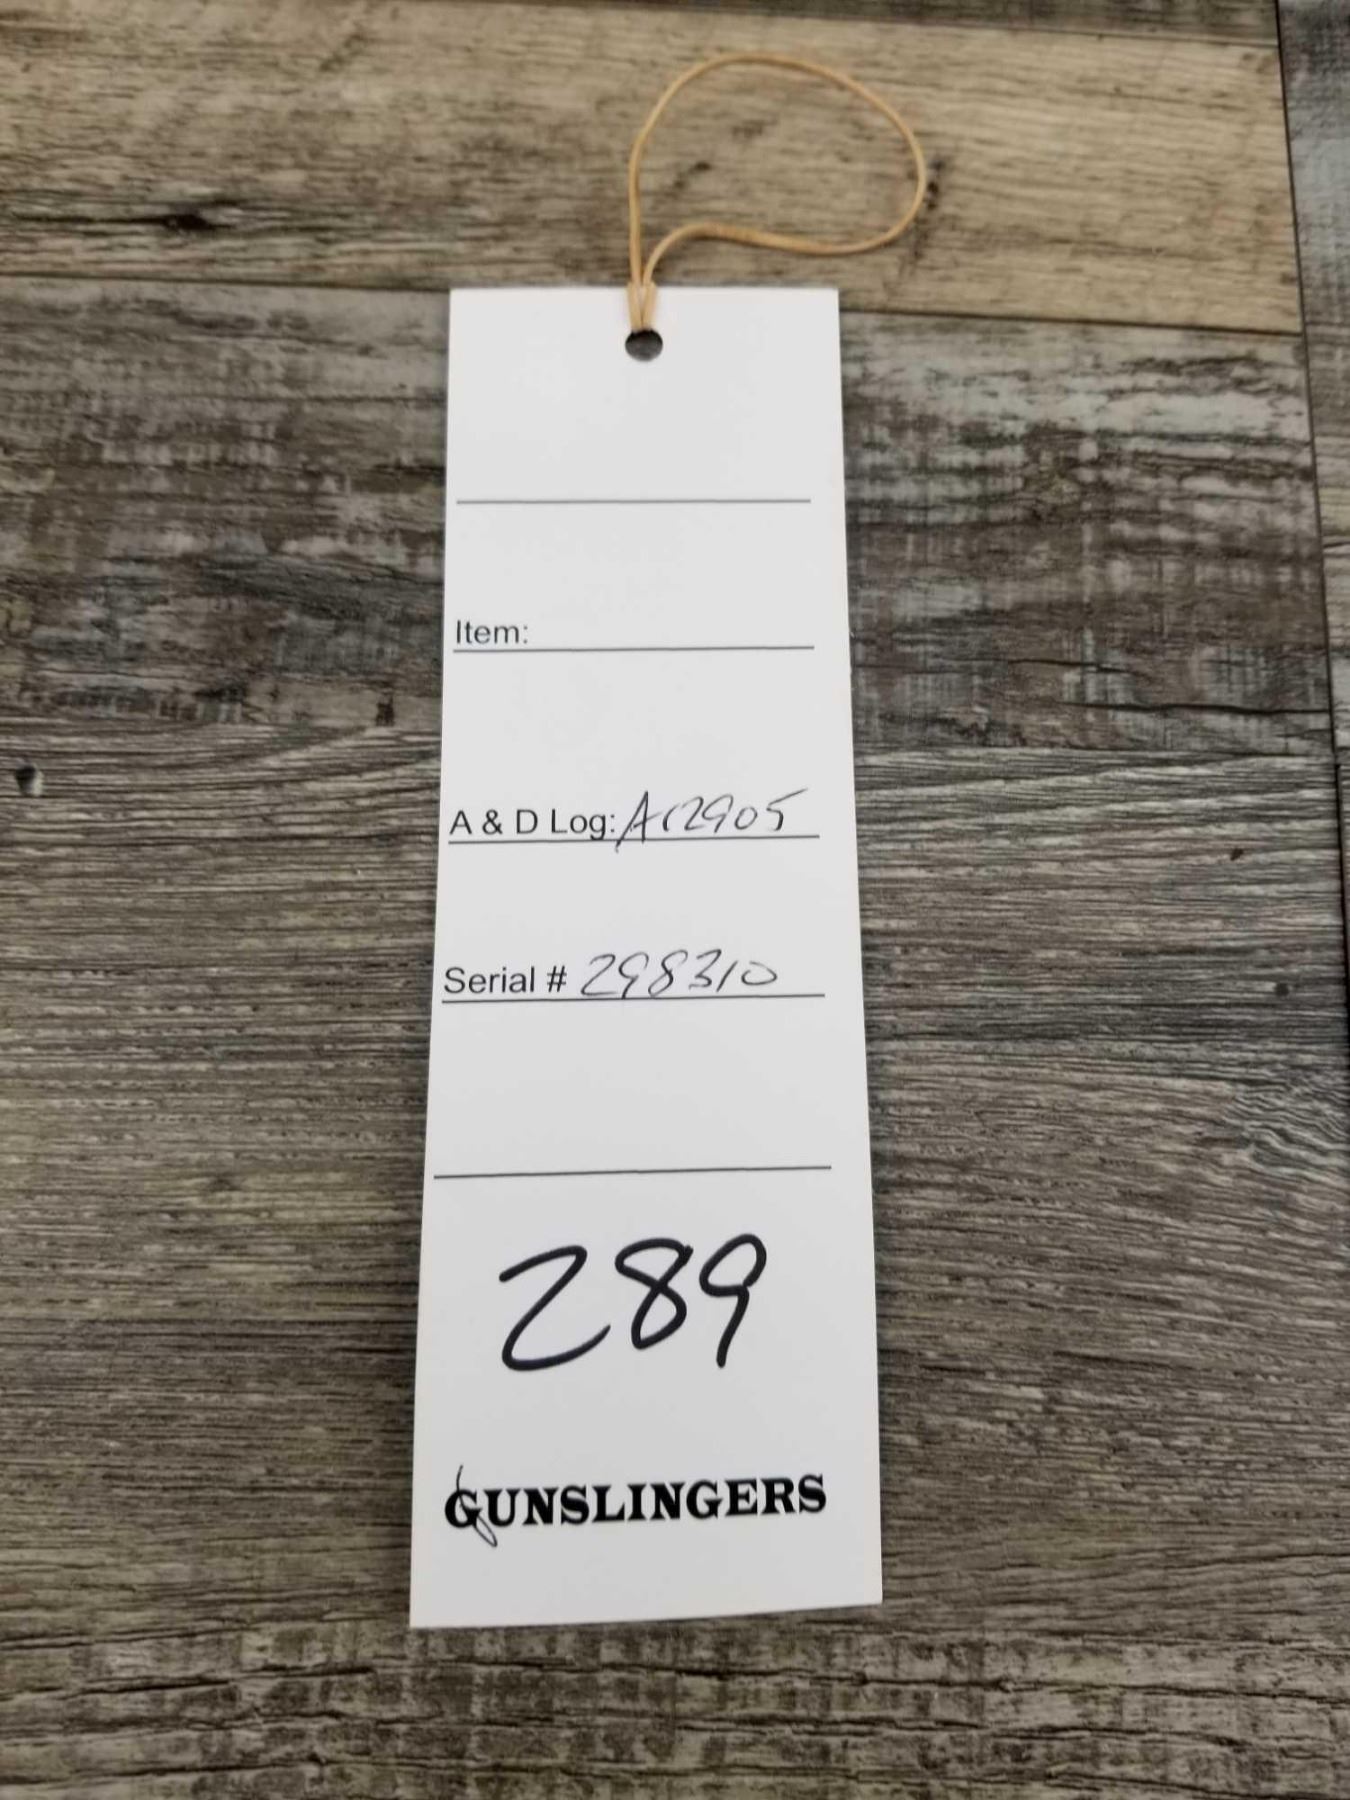 Item:
A & D Log: A12905
Serial # 298310
289
GUNSLINGERS